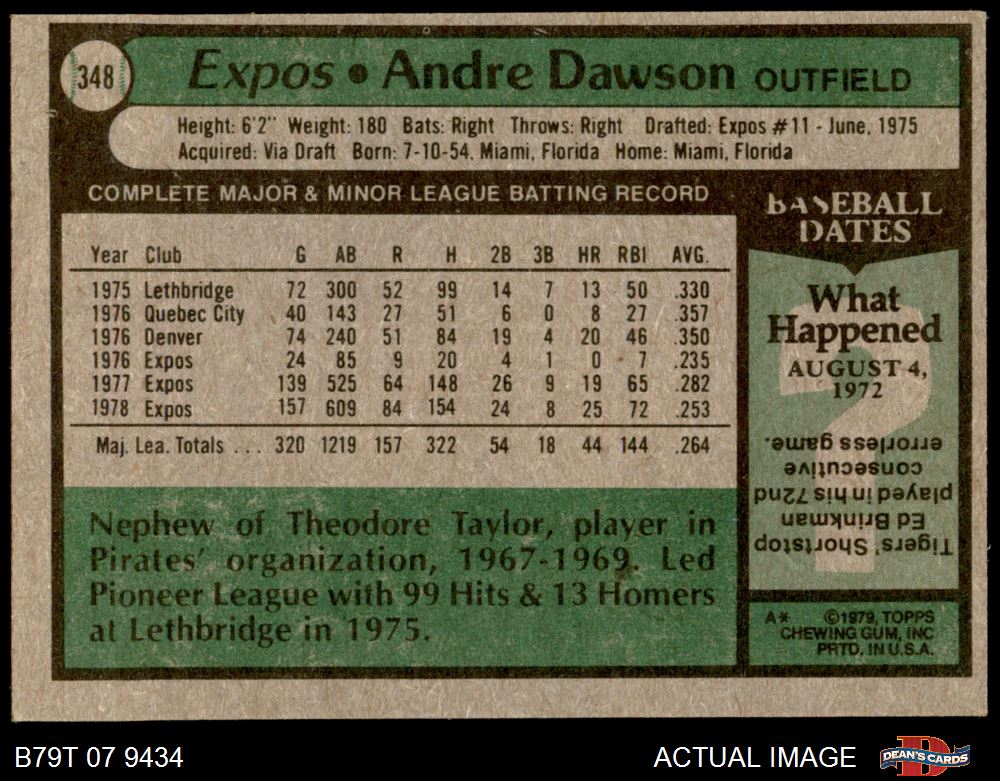 348
Expos • Andre Dawson OUTFIELD
Height: 6'2" Weight: 180 Bats: Right Throws: Right Drafted: Expos #11 - June, 1975
Acquired: Via Draft Born: 7-10-54, Miami, Florida Home: Miami, Florida
COMPLETE MAJOR & MINOR LEAGUE BATTING RECORD
Year Club G AB R H 2B 3B HR RBI AVG.
1975 Lethbridge 72 300 52 99 14 7 13 50 .330
1976 Quebec City 40 143 27 51 6 0 8 27 .357
1976 Denver 74 240 51 84 19 4 20 46 .350
1976 Expos 24 85 9 20 4 1 0 7 .235
1977 Expos 139 525 64 148 26 9 19 65 .282
1978 Expos 157 609 84 154 24 8 25 72 .253
Maj. Lea. Totals . . . 320 1219 157 322 54 18 44 144 .264
Nephew of Theodore Taylor, player in
Pirates' organization, 1967-1969. Led
Pioneer League with 99 Hits & 13 Homers
at Lethbridge in 1975.
BASEBALL
DATES
What
Happened
AUGUST 4,
1972
?
Tigers' Shortstop
Ed Brinkman
played in his 72nd
consecutive
errorless game.
A* ©1979, TOPPS
CHEWING GUM, INC
PRTD. IN U.S.A.
B79T 07 9434
ACTUAL IMAGE
D
DEAN'S CARDS